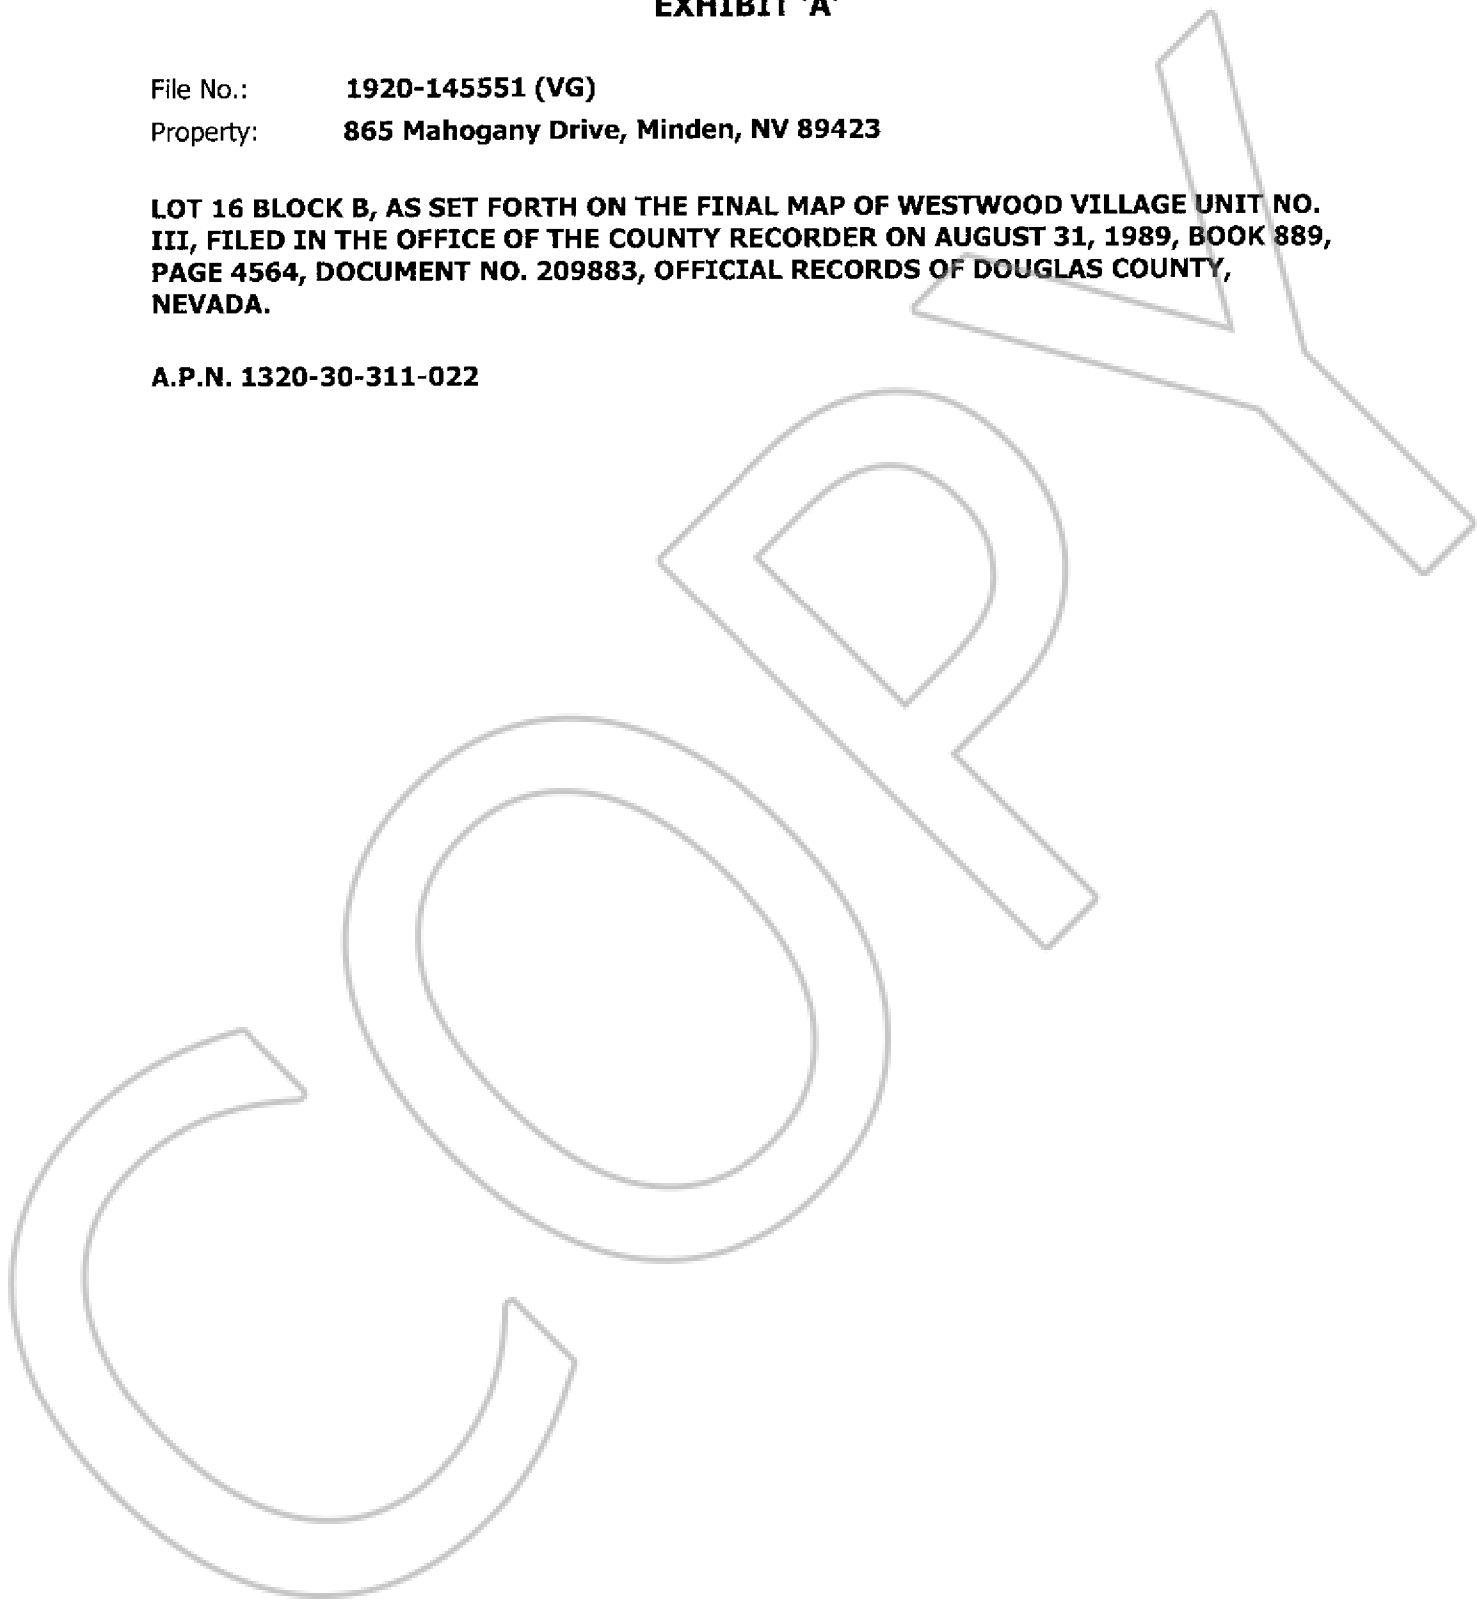 EXHIBIT 'A'
File No.: 1920-145551 (VG)
Property: 865 Mahogany Drive, Minden, NV 89423
LOT 16 BLOCK B, AS SET FORTH ON THE FINAL MAP OF WESTWOOD VILLAGE UNIT NO.
III, FILED IN THE OFFICE OF THE COUNTY RECORDER ON AUGUST 31, 1989, BOOK 889,
PAGE 4564, DOCUMENT NO. 209883, OFFICIAL RECORDS OF DOUGLAS COUNTY,
NEVADA.
A.P.N. 1320-30-311-022
COPY